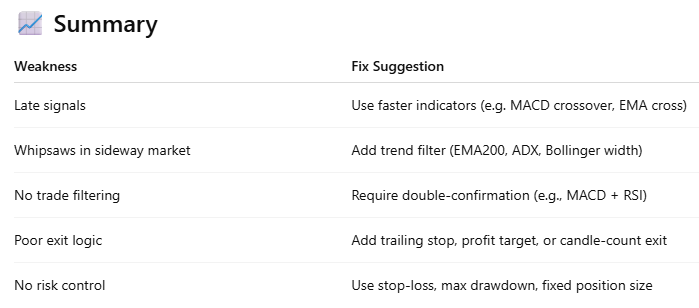 Summary
Weakness Fix Suggestion
Late signals Use faster indicators (e.g. MACD crossover, EMA cross)
Whipsaws in sideway market Add trend filter (EMA200, ADX, Bollinger width)
No trade filtering Require double-confirmation (e.g., MACD + RSI)
Poor exit logic Add trailing stop, profit target, or candle-count exit
No risk control Use stop-loss, max drawdown, fixed position size